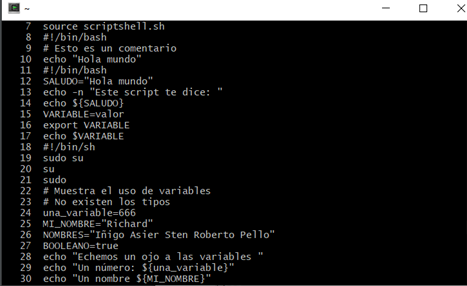 ~
7 source scriptshell.sh
8 #!/bin/bash
9 # Esto es un comentario
10 echo "Hola mundo"
11 #!/bin/bash
12 SALUDO="Hola mundo"
13 echo -n "Este script te dice: "
14 echo ${SALUDO}
15 VARIABLE=valor
16 export VARIABLE
17 echo $VARIABLE
18 #!/bin/sh
19 sudo su
20 su
21 sudo
22 # Muestra el uso de variables
23 # No existen los tipos
24 una_variable=666
25 MI_NOMBRE="Richard"
26 NOMBRES="Iñigo Asier Sten Roberto Pello"
27 BOOLEANO=true
28 echo "Echemos un ojo a las variables "
29 echo "Un número: ${una_variable}"
30 echo "Un nombre ${MI_NOMBRE}"